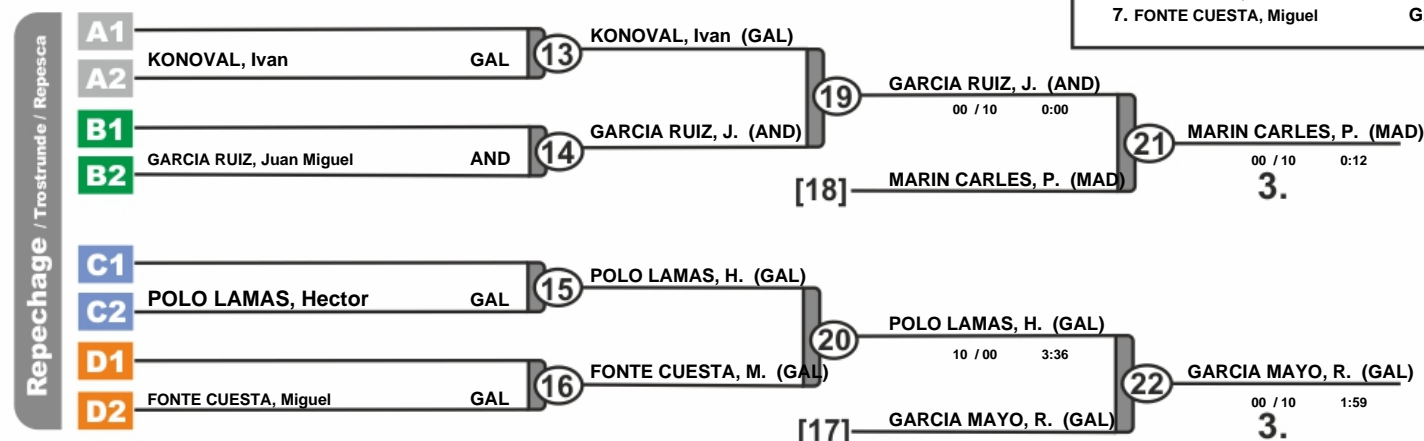 7. FONTE CUESTA, Miguel G
Repechage / Trostrunde / Repesca
A1
KONOVAL, Ivan GAL
A2
13
KONOVAL, Ivan (GAL)
B1
GARCIA RUIZ, Juan Miguel AND
B2
14
GARCIA RUIZ, J. (AND)
19
GARCIA RUIZ, J. (AND)
00 / 10 0:00
[18]
MARIN CARLES, P. (MAD)
21
MARIN CARLES, P. (MAD)
00 / 10 0:12
3.
C1
C2
POLO LAMAS, Hector GAL
15
POLO LAMAS, H. (GAL)
D1
FONTE CUESTA, Miguel GAL
D2
16
FONTE CUESTA, M. (GAL)
20
POLO LAMAS, H. (GAL)
10 / 00 3:36
[17]
GARCIA MAYO, R. (GAL)
22
GARCIA MAYO, R. (GAL)
00 / 10 1:59
3.